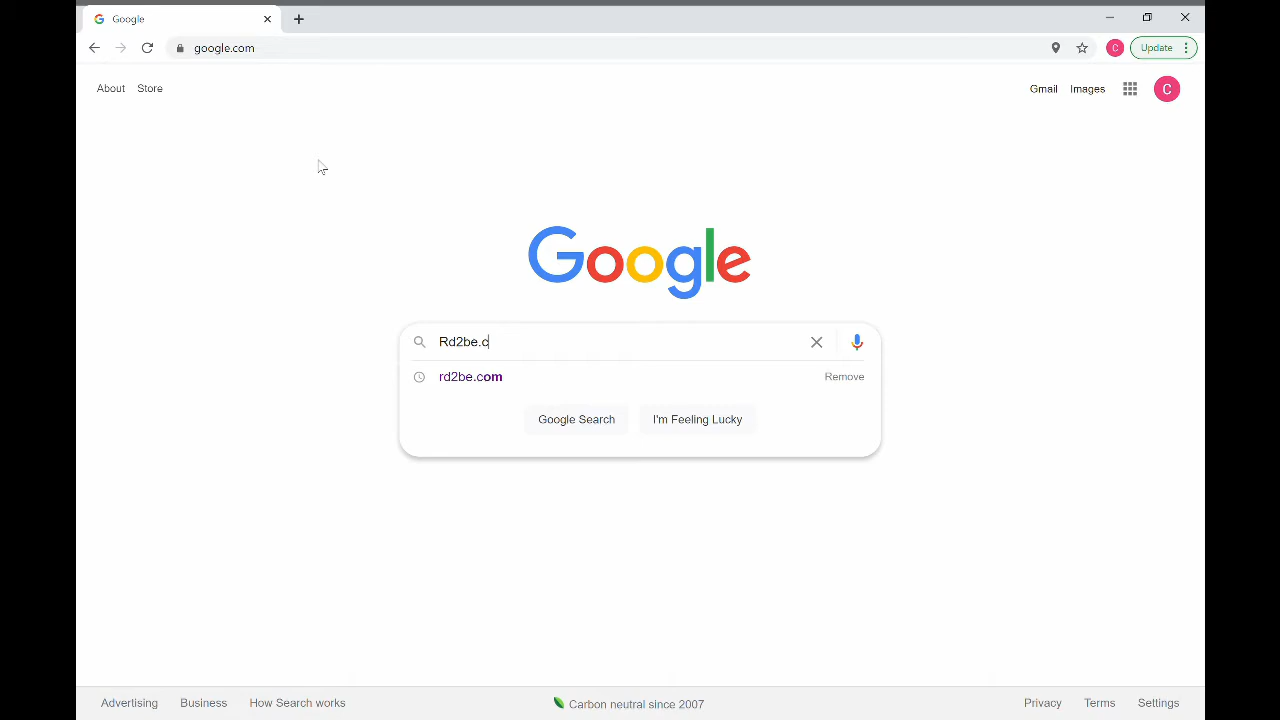 Google
google.com
C
Update
About Store
Gmail Images
C
Google
Rd2be.c
rd2be.com
Remove
Google Search I'm Feeling Lucky
Advertising Business How Search works
Carbon neutral since 2007
Privacy Terms Settings